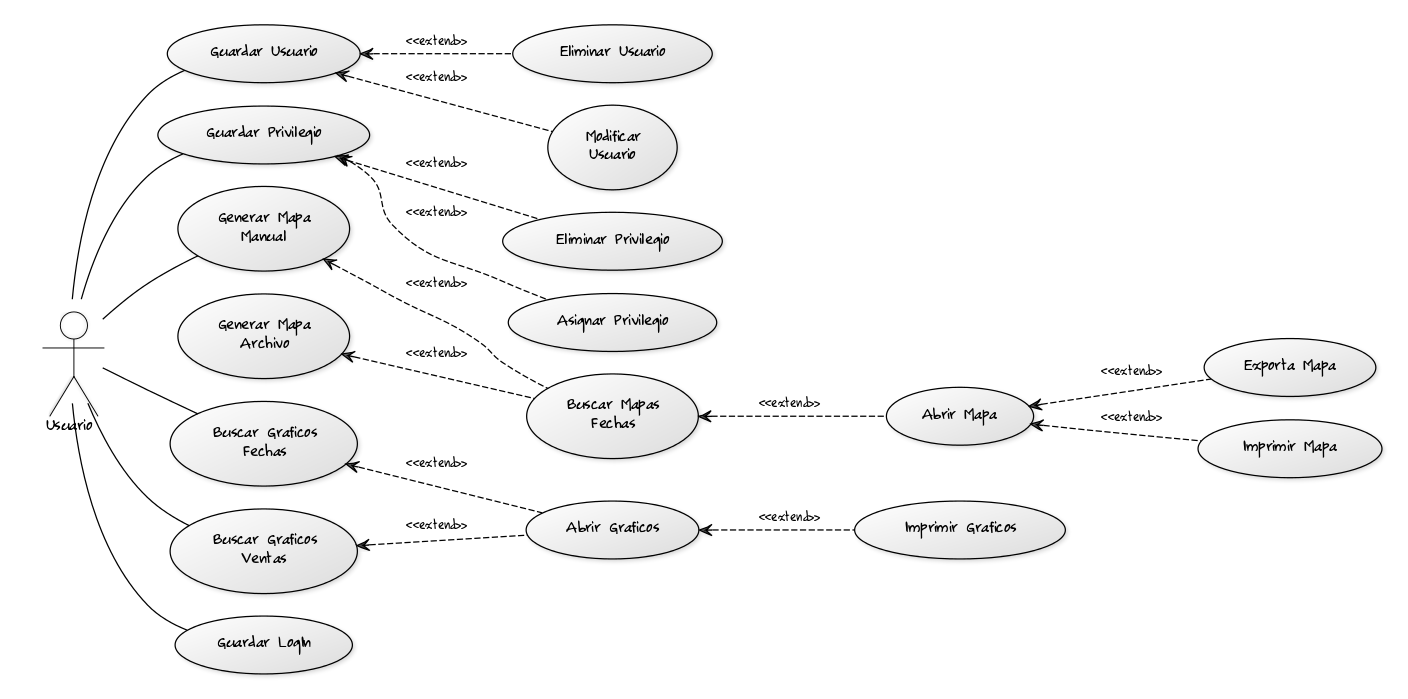 Guardar Usuario
<<extend>>
Eliminar Usuario
<<extend>>
Modificar
Usuario
Guardar Privilegio
<<extend>>
<<extend>>
Eliminar Privilegio
Generar Mapa
Manual
<<extend>>
Asignar Privilegio
Generar Mapa
Archivo
<<extend>>
Buscar Mapas
Fechas
<<extend>>
Abrir Mapa
<<extend>>
Exporta Mapa
<<extend>>
Imprimir Mapa
Usuario
Buscar Graficos
Fechas
<<extend>>
Buscar Graficos
Ventas
<<extend>>
Abrir Graficos
<<extend>>
Imprimir Graficos
Guardar LogIn